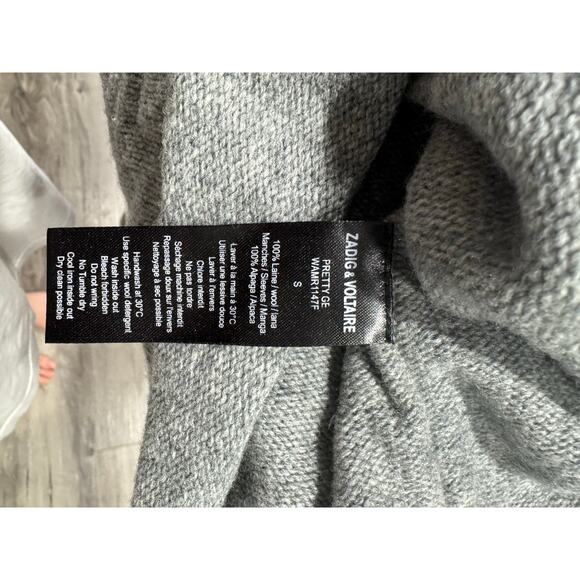 ZADIG & VOLTAIRE
PRETTY GE
WAMR1147F
S
100% Laine / wool / lana
Manches / Sleeves / Manga
100% Alpaga / Alpaca
Laver à la main à 30°C
Utiliser une lessive douce
Laver à l'envers
Chlore interdit
Ne pas tordre
Séchage machine interdit
Repassage doux sur l'envers
Nettoyage à sec possible
Handwash at 30°C
Use specific wool detergent
Wash inside out
Bleach forbidden
Do not wring
No Tumble dry
Cool iron inside out
Dry clean possible